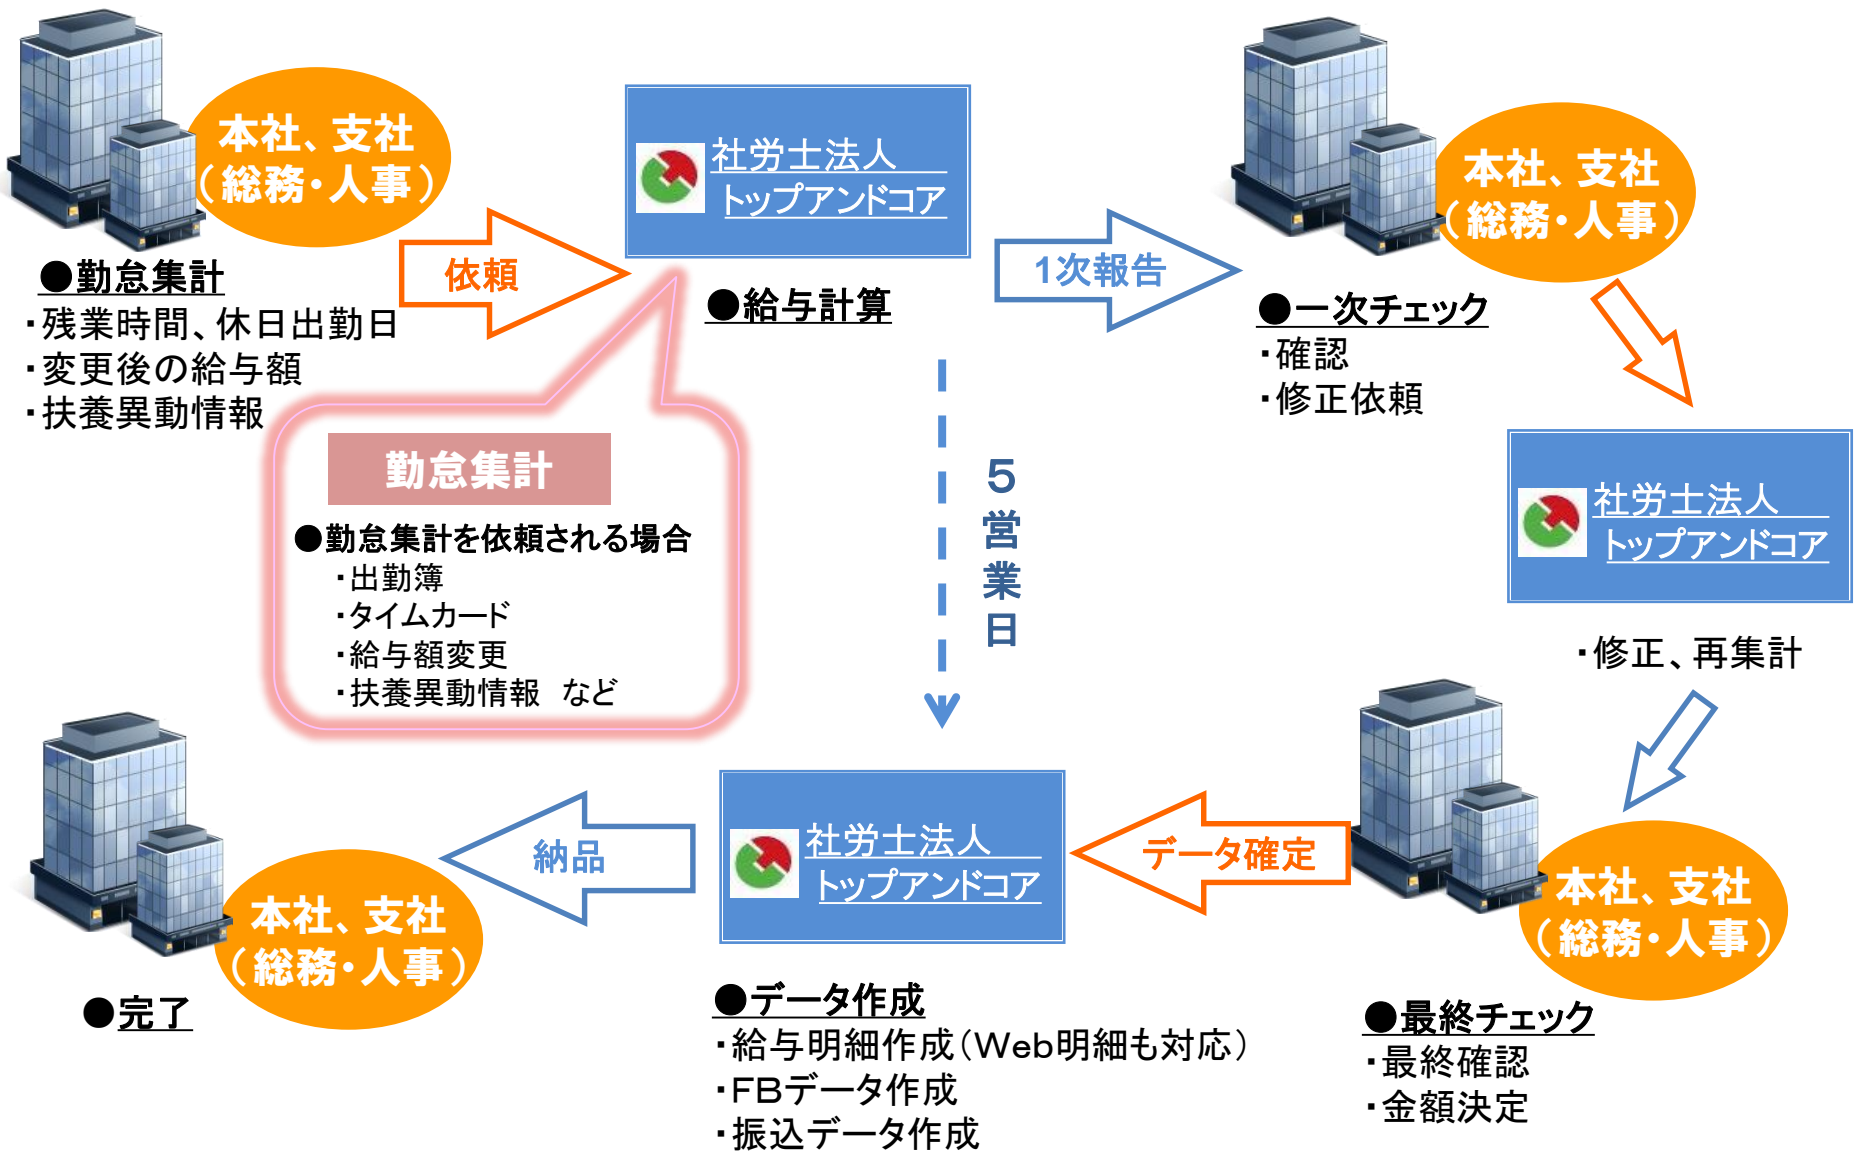 本社、支社
（総務・人事）
●勤怠集計
・残業時間、休日出勤日
・変更後の給与額
・扶養異動情報
依頼
社労士法人
トップアンドコア
●給与計算
勤怠集計
●勤怠集計を依頼される場合
・出勤簿
・タイムカード
・給与額変更
・扶養異動情報　など
5営業日
1次報告
本社、支社
（総務・人事）
●一次チェック
・確認
・修正依頼
社労士法人
トップアンドコア
・修正、再集計
本社、支社
（総務・人事）
●最終チェック
・最終確認
・金額決定
データ確定
社労士法人
トップアンドコア
●データ作成
・給与明細作成（Web明細も対応）
・FBデータ作成
・振込データ作成
納品
本社、支社
（総務・人事）
●完了